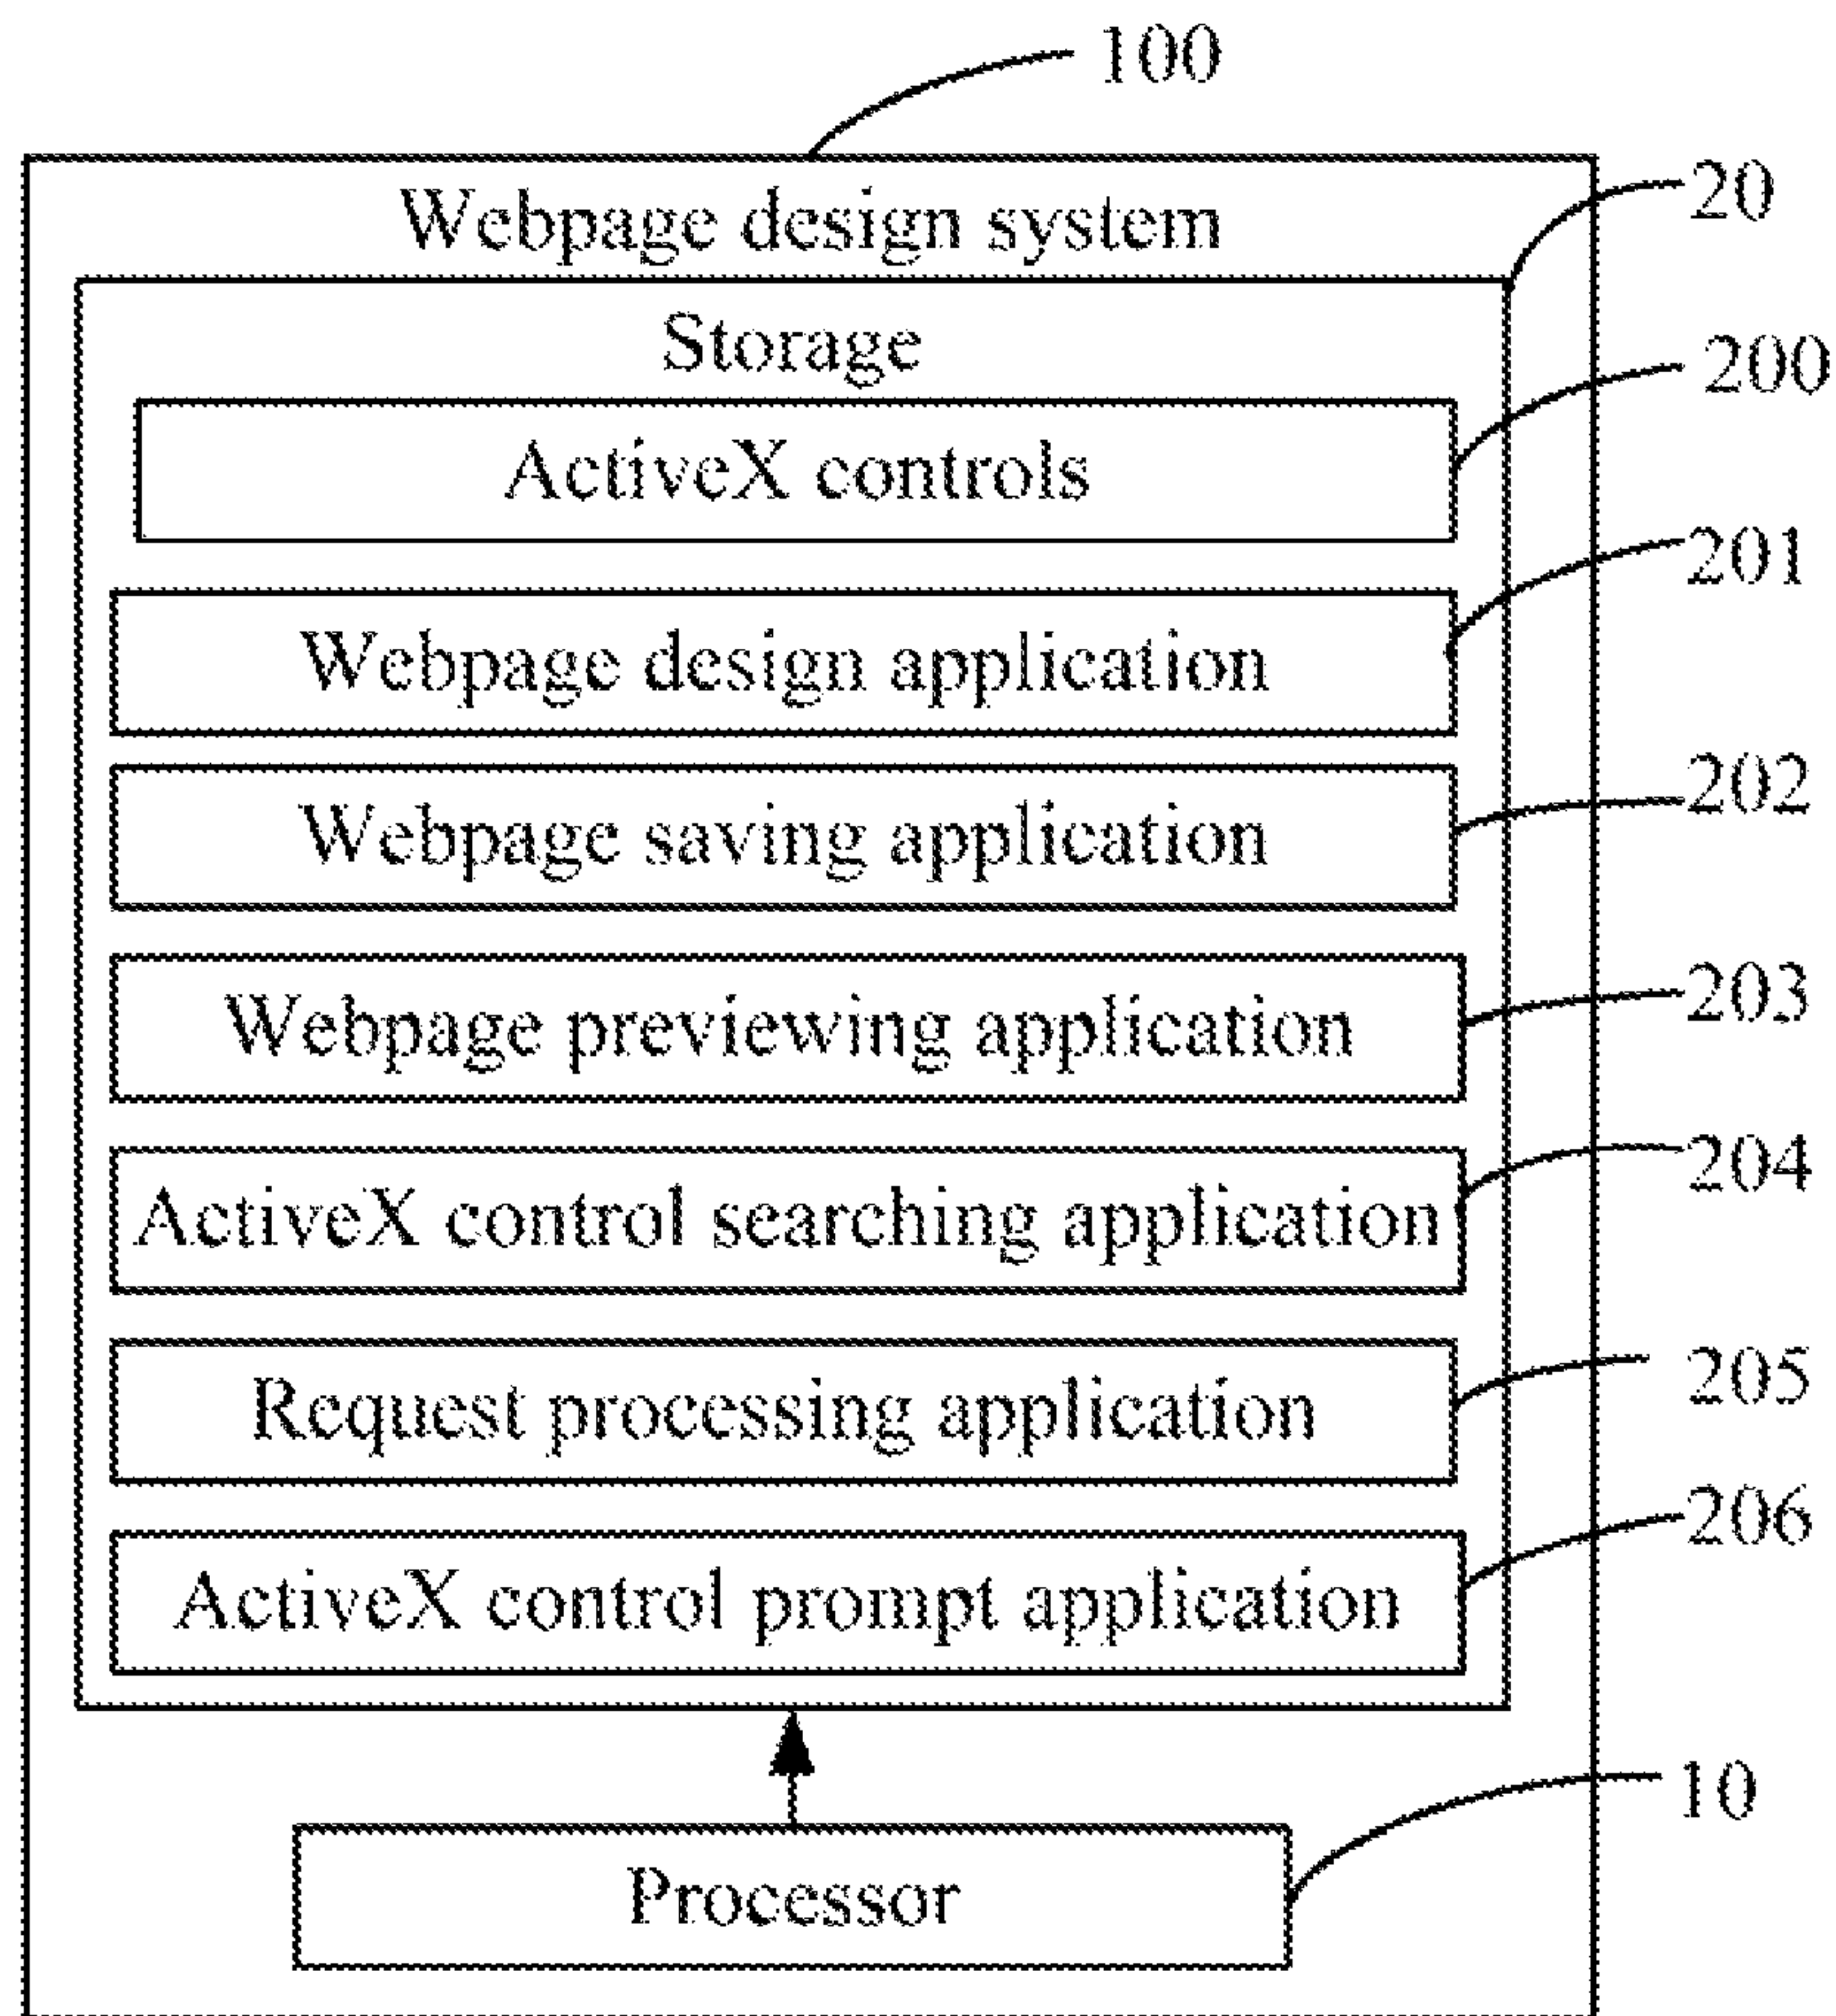 100
Webpage design system
20
Storage
200
ActiveX controls
201
Webpage design application
202
Webpage saving application
203
Webpage previewing application
204
ActiveX control searching application
205
Request processing application
206
ActiveX control prompt application
10
Processor